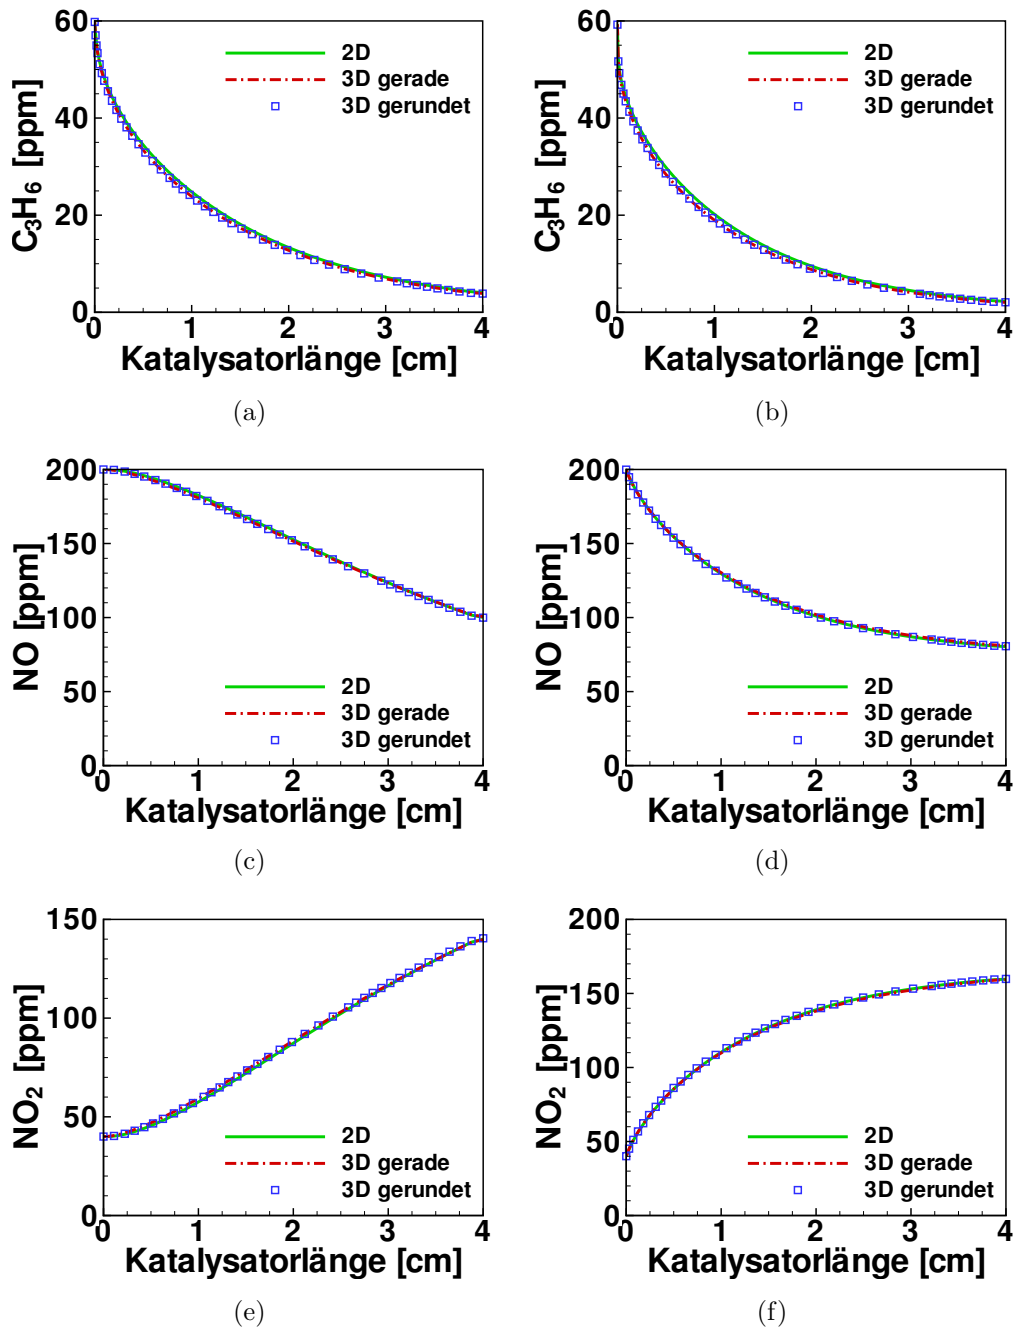 60
40
20
0
C₃H₆ [ppm]
2D
3D gerade
3D gerundet
0 1 2 3 4
Katalysatorlänge [cm]
(a)
60
40
20
0
C₃H₆ [ppm]
2D
3D gerade
3D gerundet
0 1 2 3 4
Katalysatorlänge [cm]
(b)
200
150
100
50
0
NO [ppm]
2D
3D gerade
3D gerundet
0 1 2 3 4
Katalysatorlänge [cm]
(c)
200
150
100
50
0
NO [ppm]
2D
3D gerade
3D gerundet
0 1 2 3 4
Katalysatorlänge [cm]
(d)
150
100
50
0
NO₂ [ppm]
2D
3D gerade
3D gerundet
0 1 2 3 4
Katalysatorlänge [cm]
(e)
200
150
100
50
0
NO₂ [ppm]
2D
3D gerade
3D gerundet
0 1 2 3 4
Katalysatorlänge [cm]
(f)